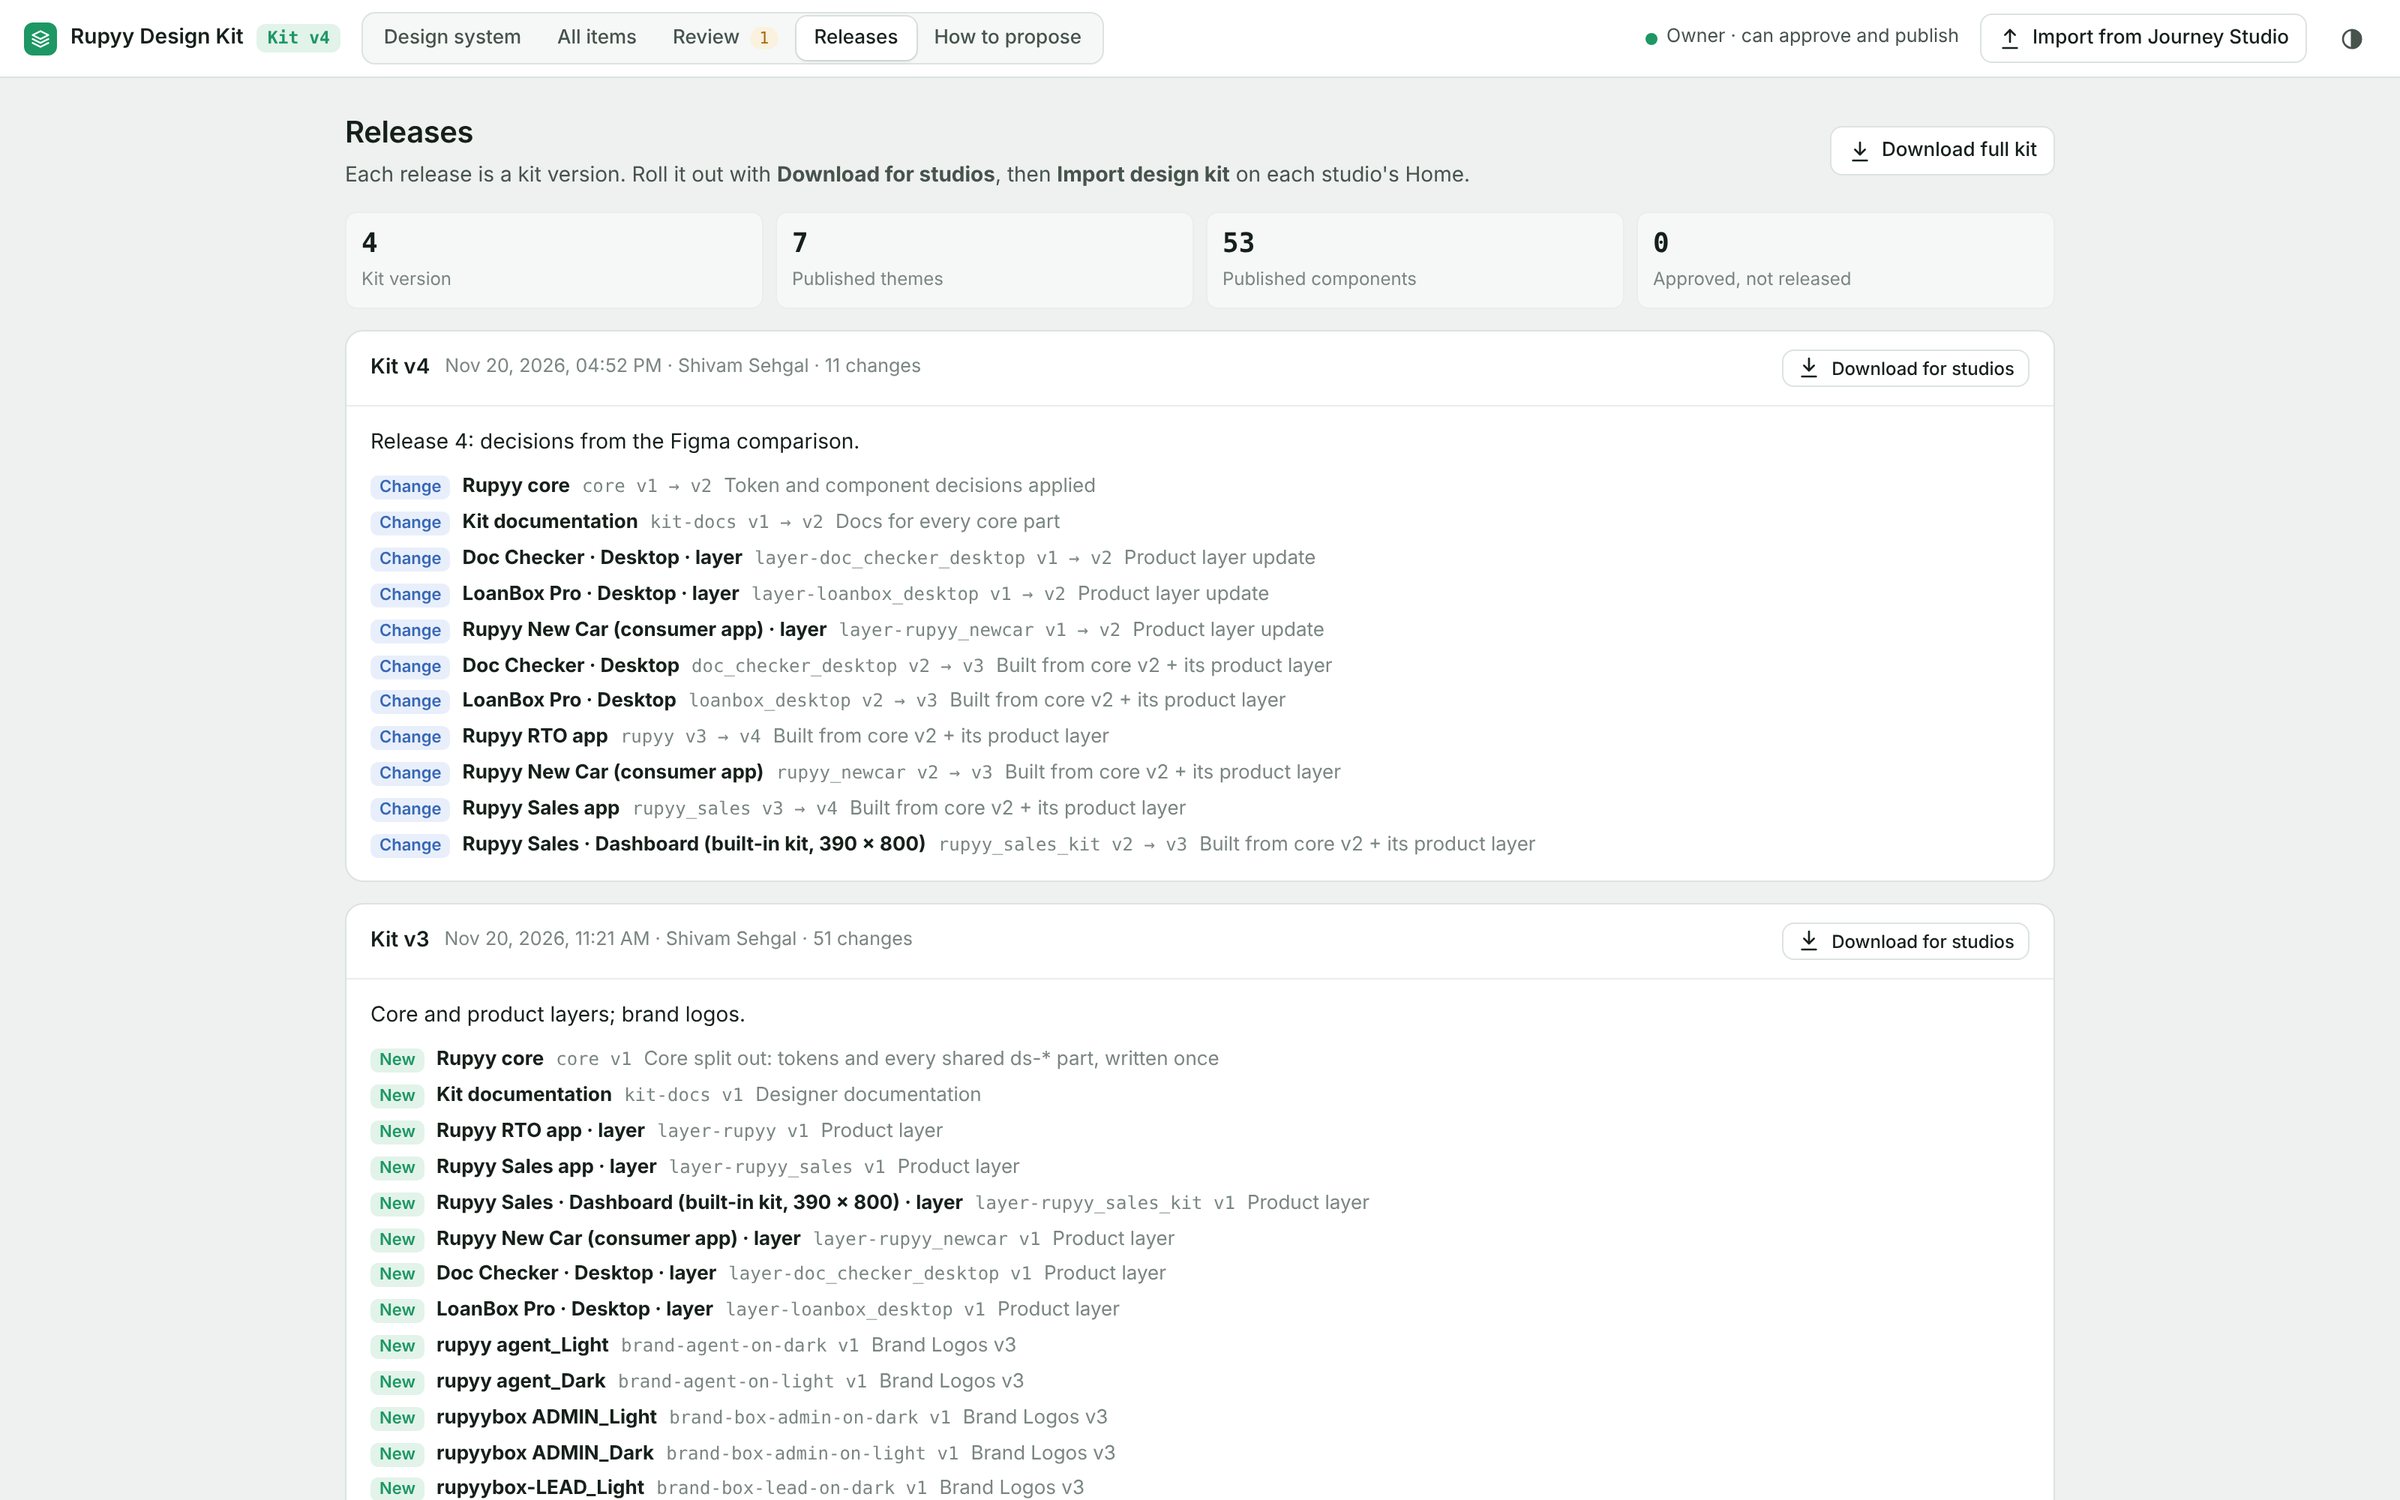 Rupyy Design Kit Kit v4 Design system All items Review 1 Releases How to propose Owner · can approve and publish Import from Journey Studio
Releases
Download full kit
Each release is a kit version. Roll it out with Download for studios, then Import design kit on each studio's Home.
4 7 53 0
Kit version Published themes Published components Approved, not released
Kit v4 Nov 20, 2026, 04:52 PM · Shivam Sehgal · 11 changes Download for studios
Release 4: decisions from the Figma comparison.
Change Rupyy core core v1 → v2 Token and component decisions applied
Change Kit documentation kit-docs v1 → v2 Docs for every core part
Change Doc Checker · Desktop · layer layer-doc_checker_desktop v1 → v2 Product layer update
Change LoanBox Pro · Desktop · layer layer-loanbox_desktop v1 → v2 Product layer update
Change Rupyy New Car (consumer app) · layer layer-rupyy_newcar v1 → v2 Product layer update
Change Doc Checker · Desktop doc_checker_desktop v2 → v3 Built from core v2 + its product layer
Change LoanBox Pro · Desktop loanbox_desktop v2 → v3 Built from core v2 + its product layer
Change Rupyy RTO app rupyy v3 → v4 Built from core v2 + its product layer
Change Rupyy New Car (consumer app) rupyy_newcar v2 → v3 Built from core v2 + its product layer
Change Rupyy Sales app rupyy_sales v3 → v4 Built from core v2 + its product layer
Change Rupyy Sales · Dashboard (built-in kit, 390 × 800) rupyy_sales_kit v2 → v3 Built from core v2 + its product layer
Kit v3 Nov 20, 2026, 11:21 AM · Shivam Sehgal · 51 changes Download for studios
Core and product layers; brand logos.
New Rupyy core core v1 Core split out: tokens and every shared ds-* part, written once
New Kit documentation kit-docs v1 Designer documentation
New Rupyy RTO app · layer layer-rupyy v1 Product layer
New Rupyy Sales app · layer layer-rupyy_sales v1 Product layer
New Rupyy Sales · Dashboard (built-in kit, 390 × 800) · layer layer-rupyy_sales_kit v1 Product layer
New Rupyy New Car (consumer app) · layer layer-rupyy_newcar v1 Product layer
New Doc Checker · Desktop · layer layer-doc_checker_desktop v1 Product layer
New LoanBox Pro · Desktop · layer layer-loanbox_desktop v1 Product layer
New rupyy agent_Light brand-agent-on-dark v1 Brand Logos v3
New rupyy agent_Dark brand-agent-on-light v1 Brand Logos v3
New rupyybox ADMIN_Light brand-box-admin-on-dark v1 Brand Logos v3
New rupyybox ADMIN_Dark brand-box-admin-on-light v1 Brand Logos v3
New rupyybox-LEAD_Light brand-box-lead-on-dark v1 Brand Logos v3